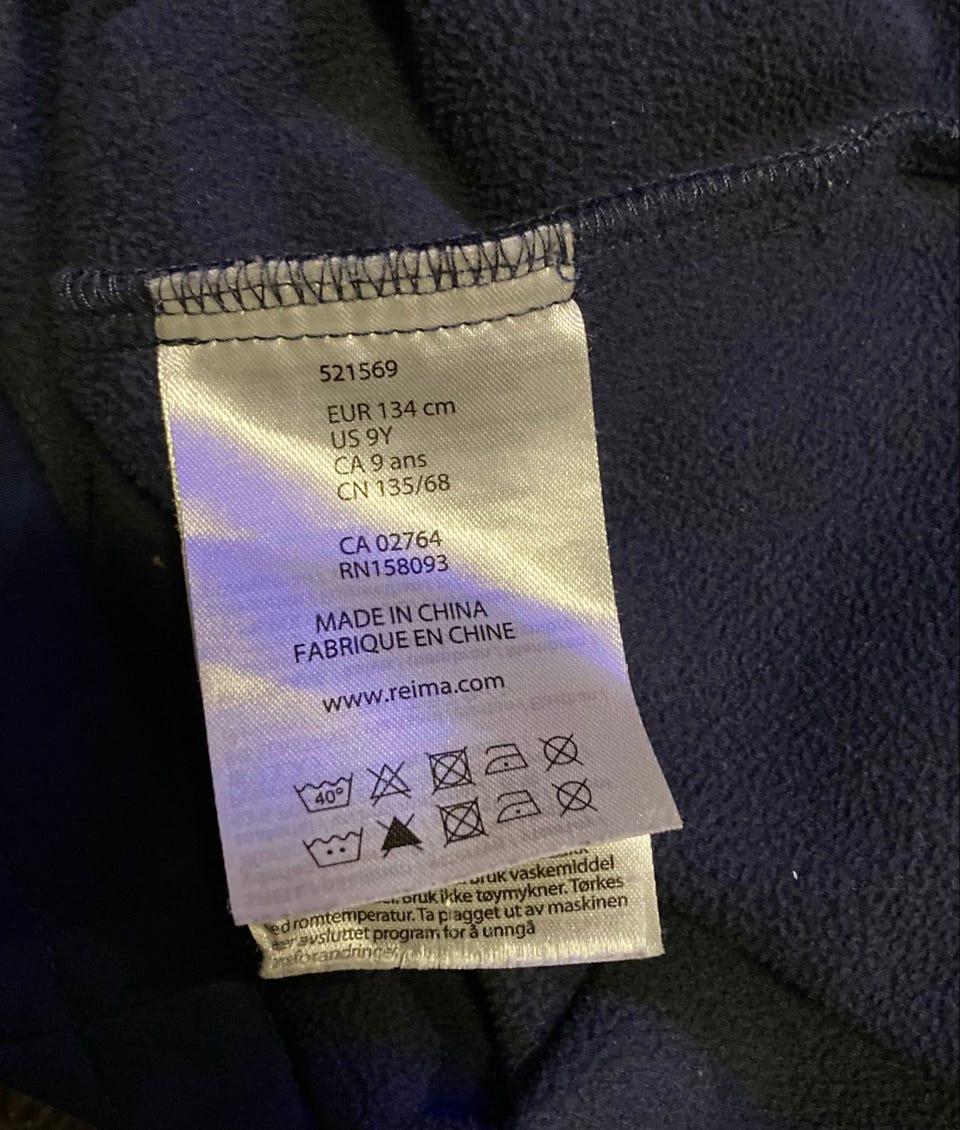 521569
EUR 134 cm
US 9Y
CA 9 ans
CN 135/68
CA 02764
RN158093
MADE IN CHINA
FABRIQUE EN CHINE
www.reima.com
40°
bruk vaskemiddel
bruk ikke tøymykner. Tørkes
romtemperatur. Ta plagget ut av maskinen
avsluttet program for å unngå